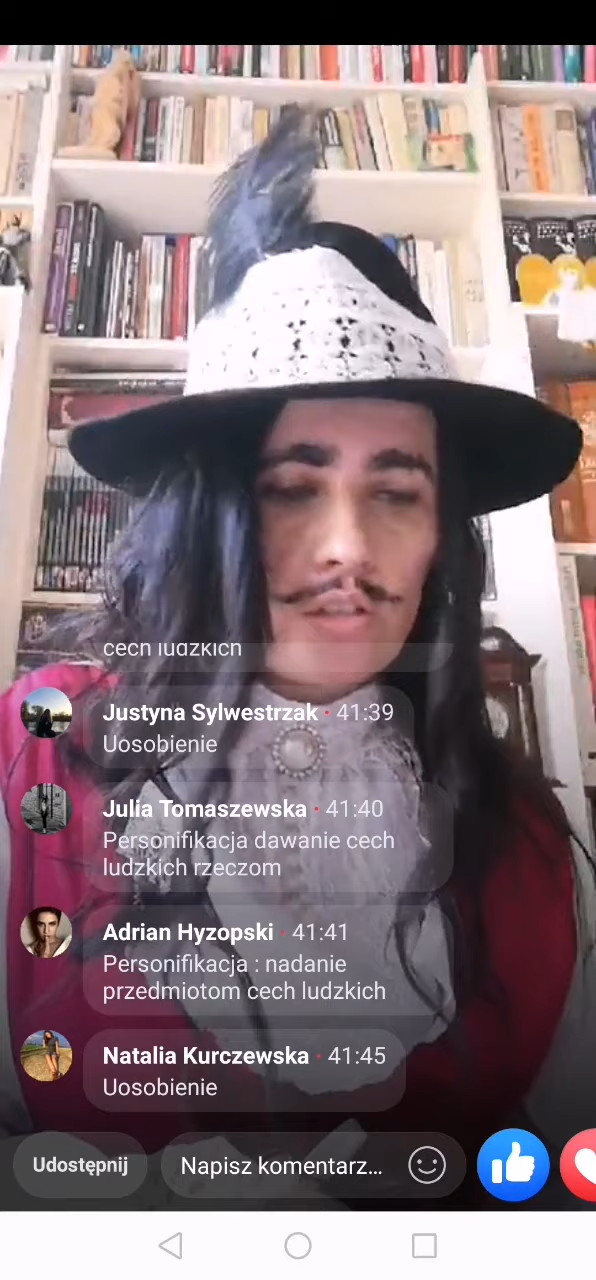 cech ludzkich
Justyna Sylwestrzak · 41:39
Uosobienie
Julia Tomaszewska · 41:40
Personifikacja dawanie cech
ludzkich rzeczom
Adrian Hyzopski · 41:41
Personifikacja : nadanie
przedmiotom cech ludzkich
Natalia Kurczewska · 41:45
Uosobienie
Udostępnij
Napisz komentarz...